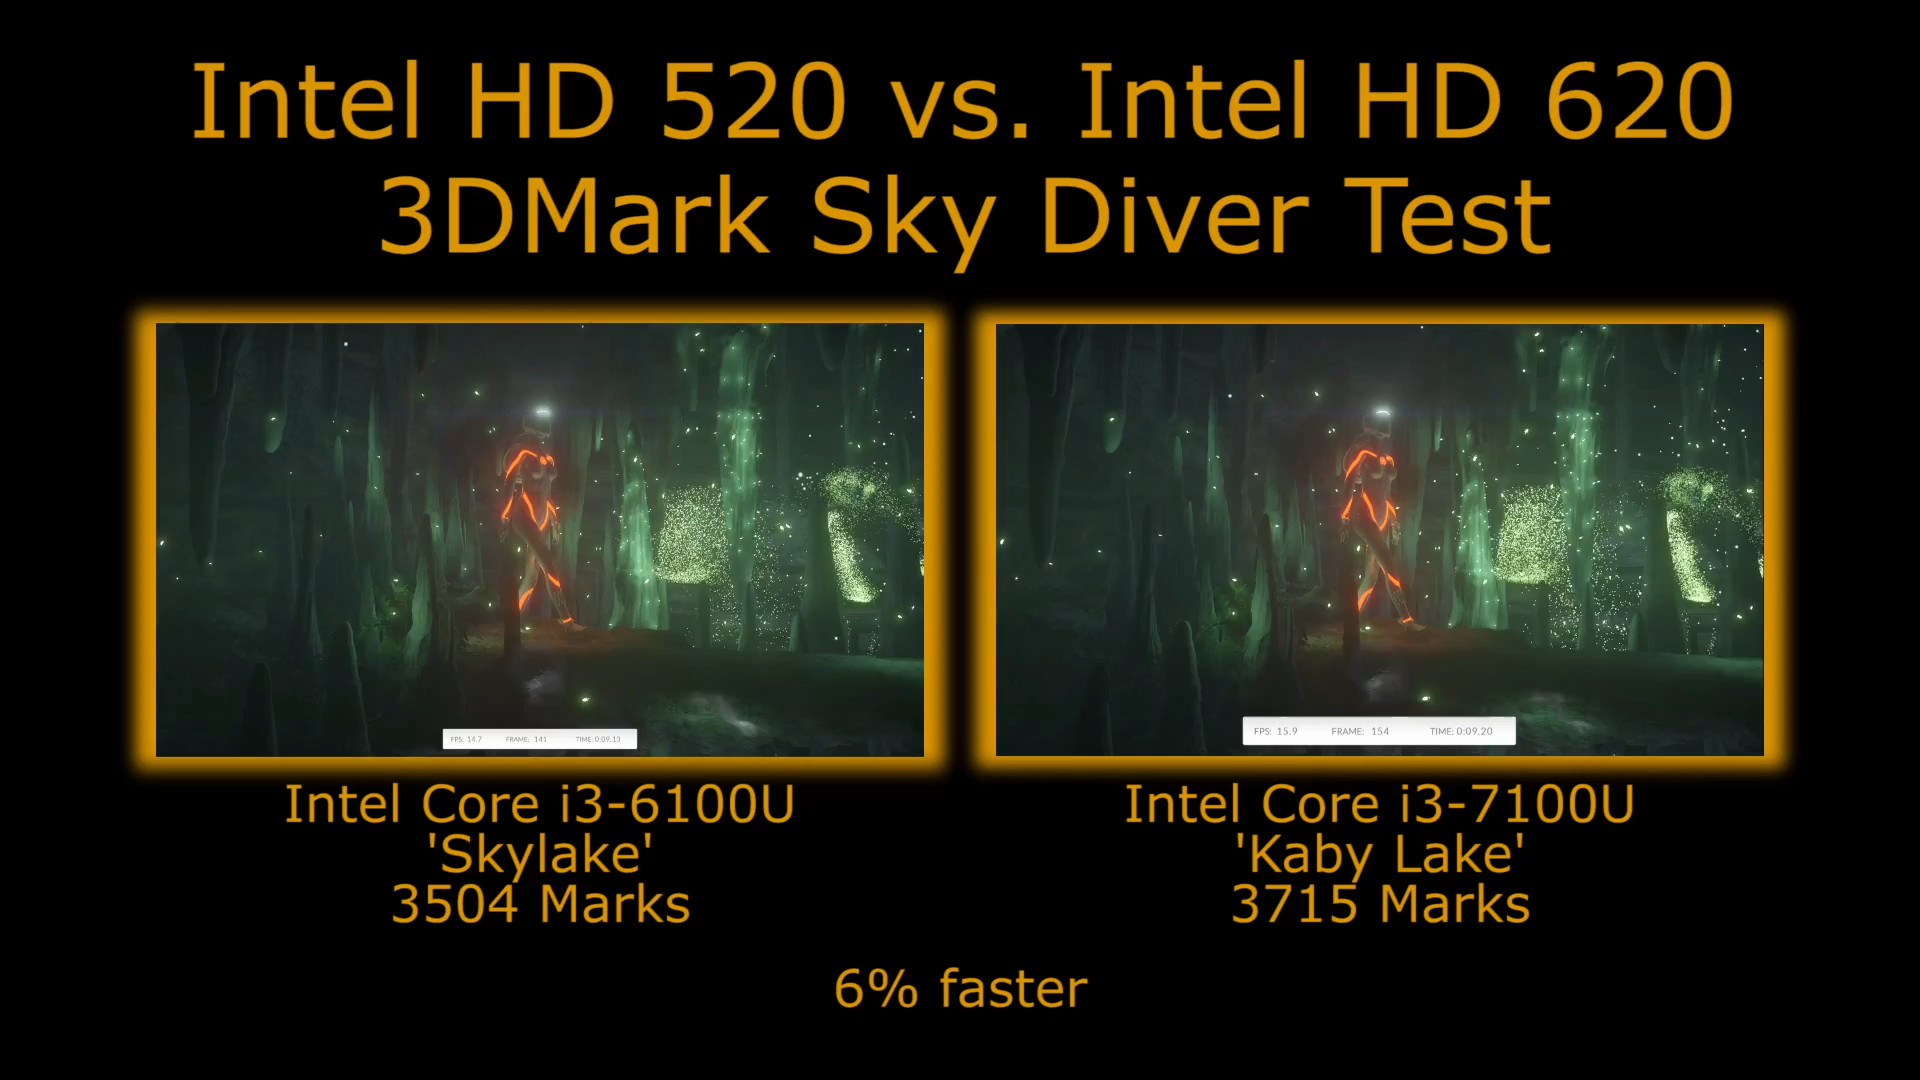 Intel HD 520 vs. Intel HD 620
3DMark Sky Diver Test
FPS: 14.7 FRAME: 141 TIME: 0:09.13
FPS: 15.9 FRAME: 154 TIME: 0:09.20
Intel Core i3-6100U
'Skylake'
3504 Marks
Intel Core i3-7100U
'Kaby Lake'
3715 Marks
6% faster